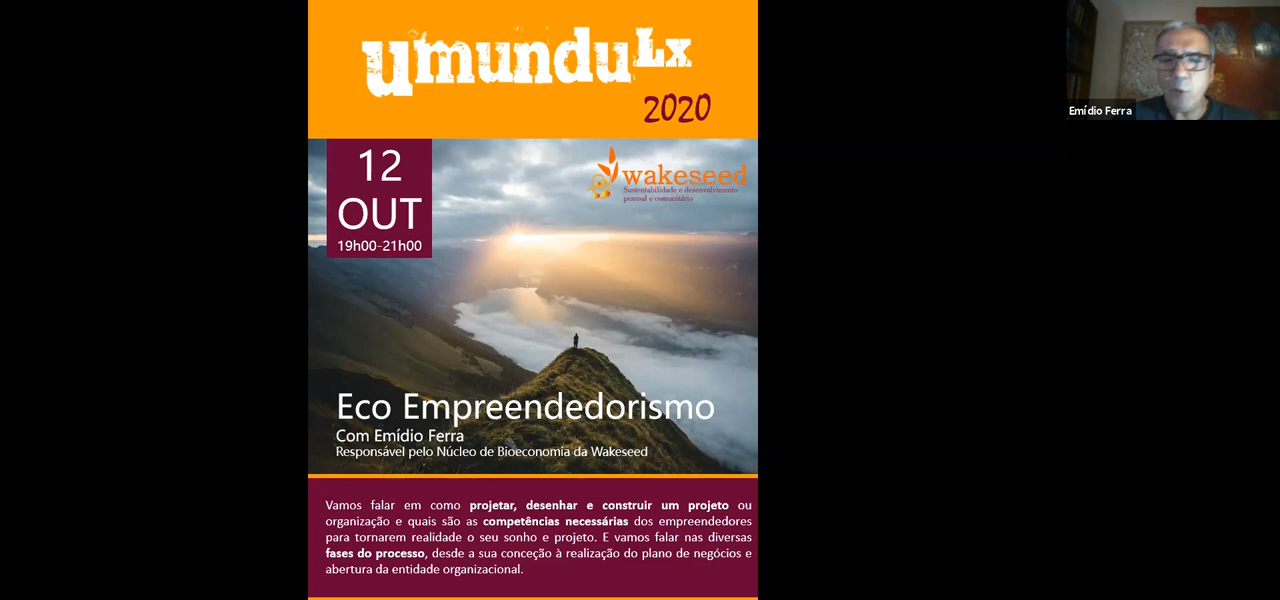 umunduLx
2020
12
OUT
19h00-21h00
wakeseed
Sustentabilidade e desenvolvimento
pessoal e comunitário
Emídio Ferra
Eco Empreendedorismo
Com Emídio Ferra
Responsável pelo Núcleo de Bioeconomia da Wakeseed
Vamos falar em como projetar, desenhar e construir um projeto ou
organização e quais são as competências necessárias dos empreendedores
para tornarem realidade o seu sonho e projeto. E vamos falar nas diversas
fases do processo, desde a sua conceção à realização do plano de negócios e
abertura da entidade organizacional.